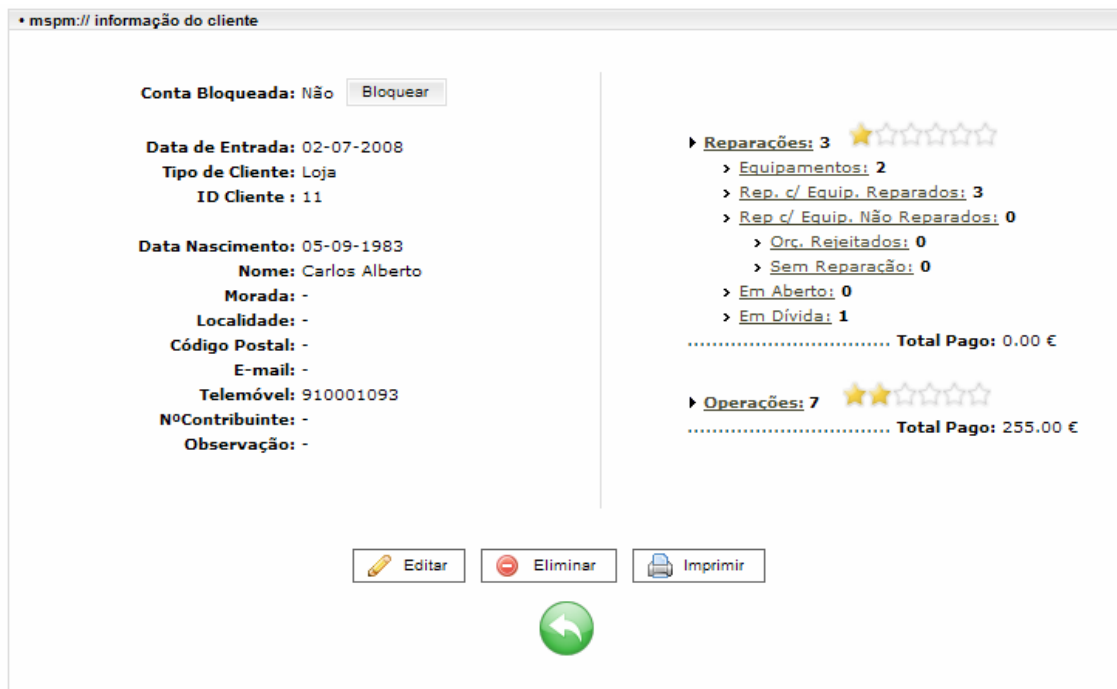 • mspm:// informação do cliente
Conta Bloqueada: Não Bloquear
Data de Entrada: 02-07-2008
Tipo de Cliente: Loja
ID Cliente : 11
Data Nascimento: 05-09-1983
Nome: Carlos Alberto
Morada: -
Localidade: -
Código Postal: -
E-mail: -
Telemóvel: 910001093
NºContribuinte: -
Observação: -
Reparações: 3
Equipamentos: 2
Rep. c/ Equip. Reparados: 3
Rep c/ Equip. Não Reparados: 0
Orc. Rejeitados: 0
Sem Reparação: 0
Em Aberto: 0
Em Dívida: 1
................................. Total Pago: 0.00 €
Operações: 7
................................. Total Pago: 255.00 €
Editar Eliminar Imprimir